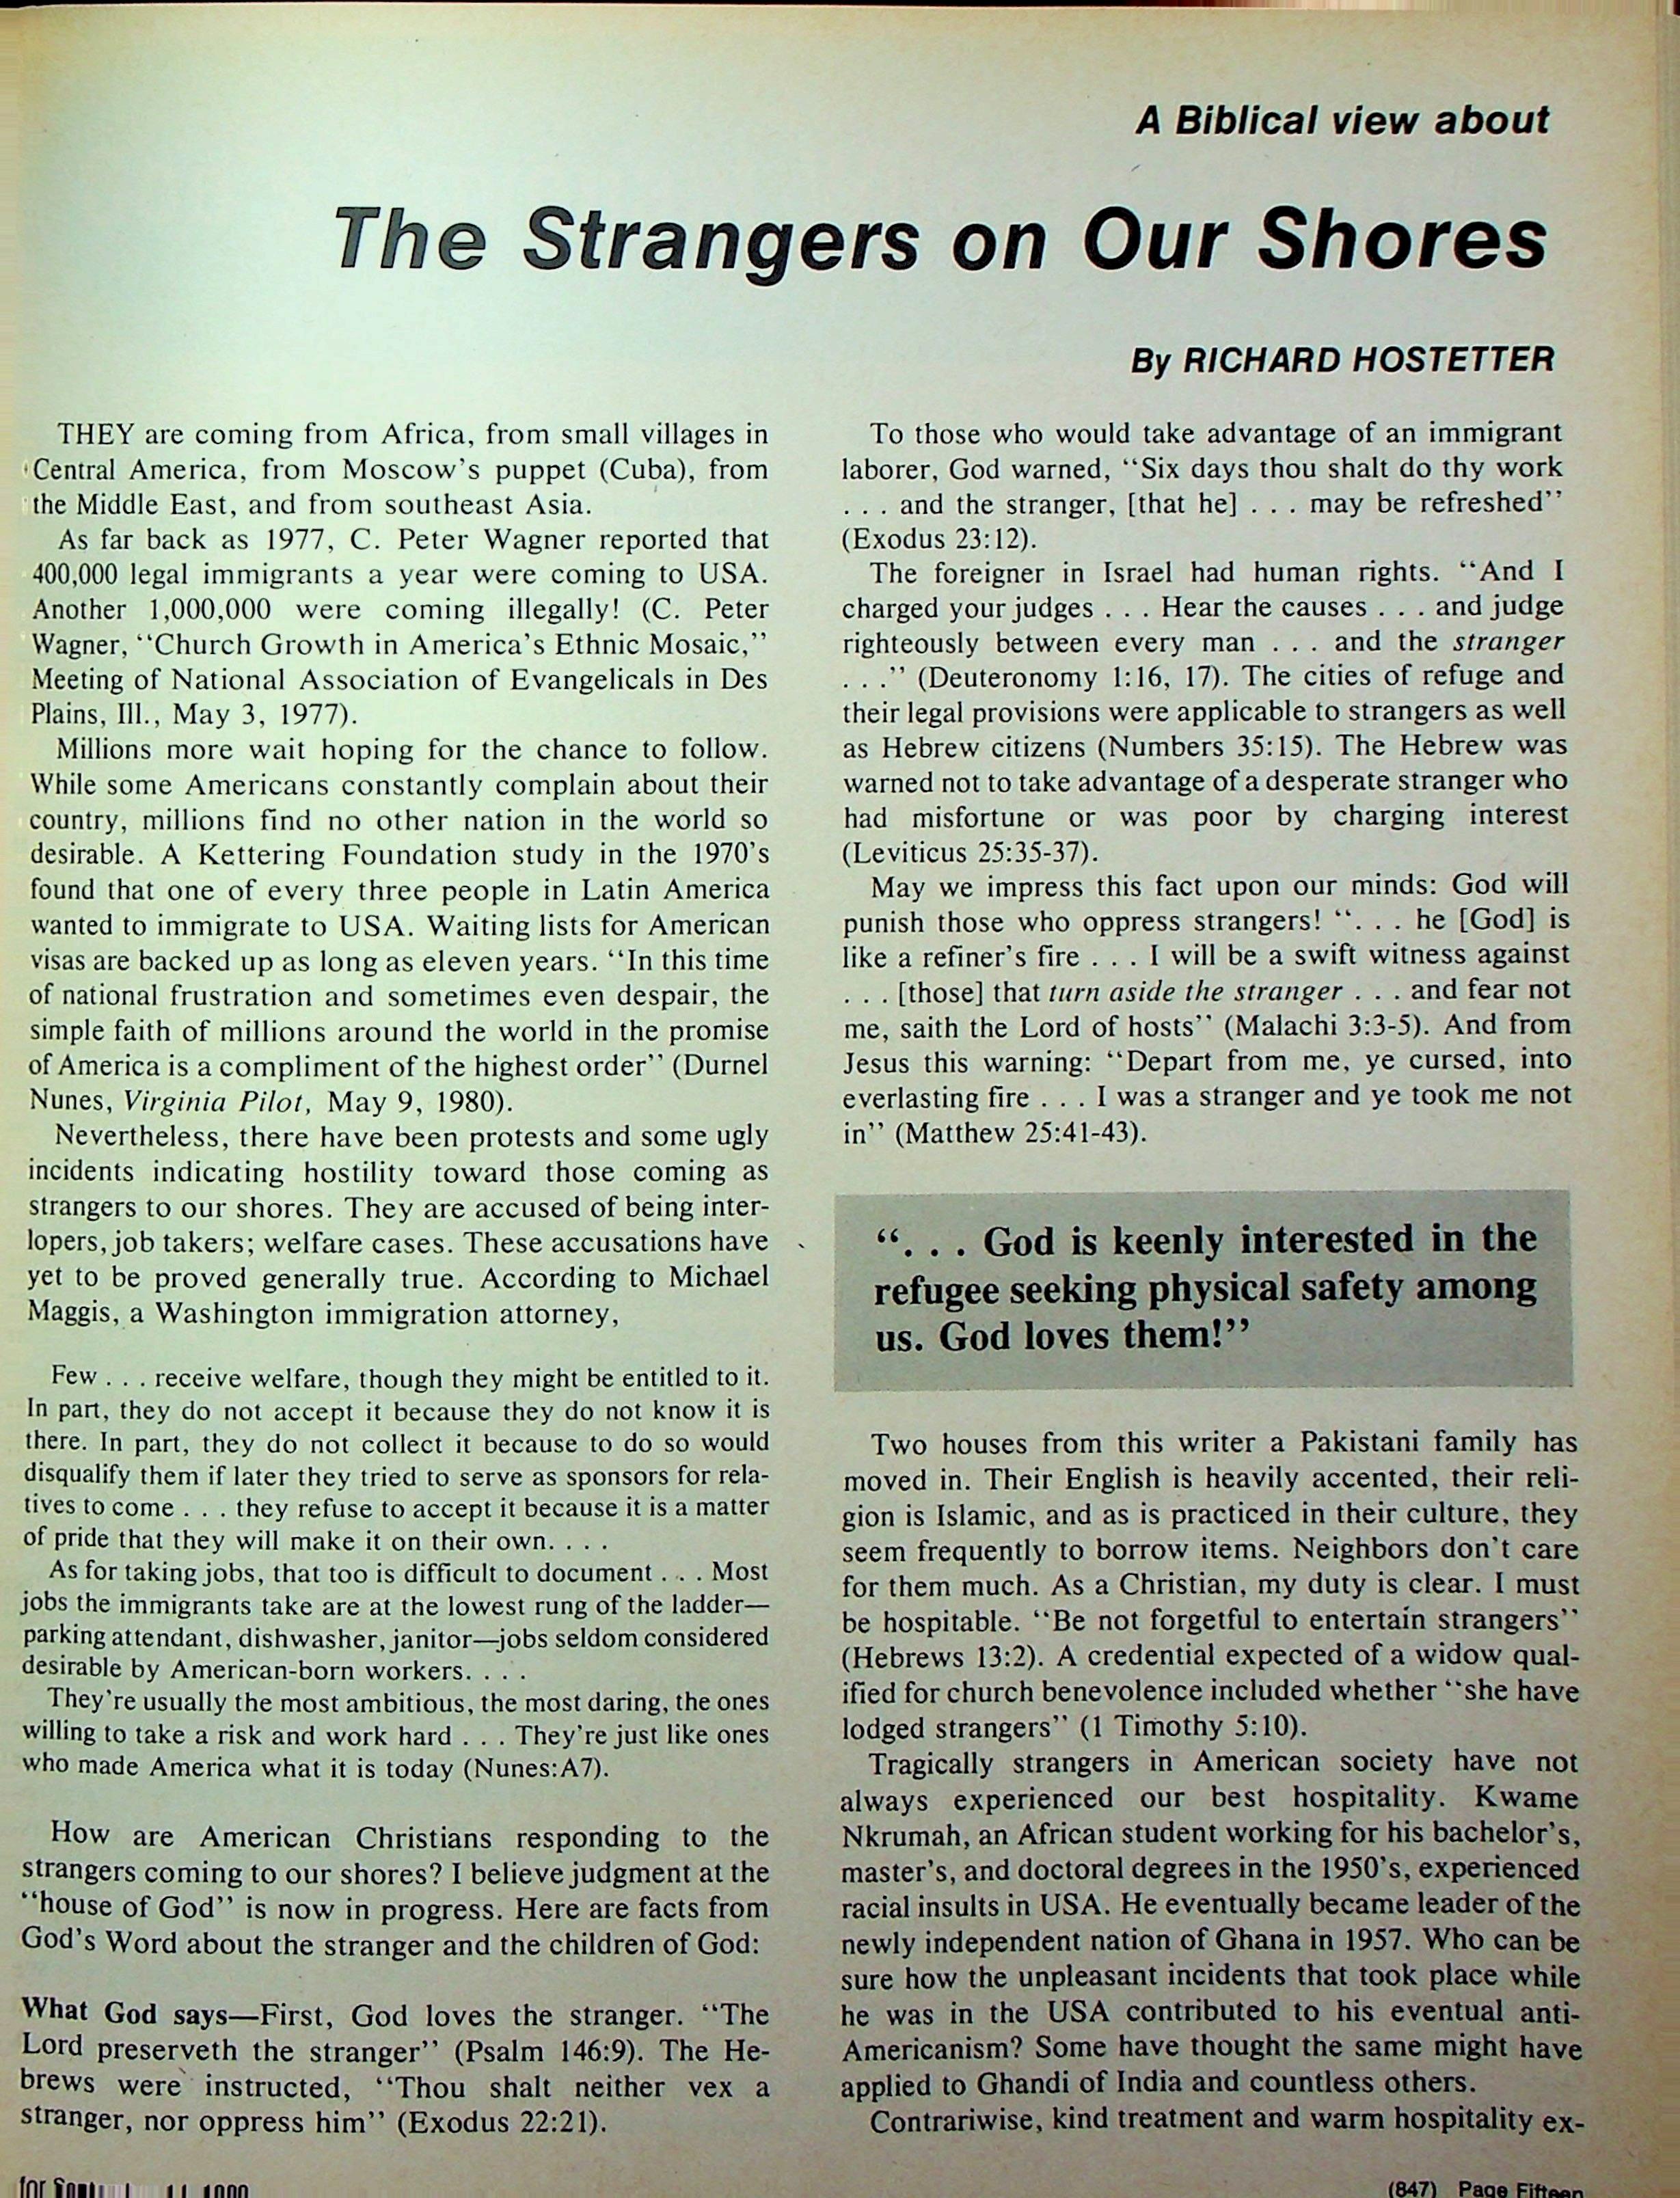 A Biblical view about
The Strangers on Our Shores
By RICHARD HOSTETTER
THEY are coming from Africa, from small villages in
Central America, from Moscow's puppet (Cuba), from
the Middle East, and from southeast Asia.
As far back as 1977, C. Peter Wagner reported that
400,000 legal immigrants a year were coming to USA.
Another 1,000,000 were coming illegally! (C. Peter
Wagner, "Church Growth in America's Ethnic Mosaic,"
Meeting of National Association of Evangelicals in Des
Plains, Ill., May 3, 1977).
Millions more wait hoping for the chance to follow.
While some Americans constantly complain about their
country, millions find no other nation in the world so
desirable. A Kettering Foundation study in the 1970's
found that one of every three people in Latin America
wanted to immigrate to USA. Waiting lists for American
visas are backed up as long as eleven years. "In this time
of national frustration and sometimes even despair, the
simple faith of millions around the world in the promise
of America is a compliment of the highest order" (Durnel
Nunes, Virginia Pilot, May 9, 1980).
Nevertheless, there have been protests and some ugly
incidents indicating hostility toward those coming as
strangers to our shores. They are accused of being inter-
lopers, job takers; welfare cases. These accusations have
yet to be proved generally true. According to Michael
Maggis, a Washington immigration attorney,
Few . . . receive welfare, though they might be entitled to it.
In part, they do not accept it because they do not know it is
there. In part, they do not collect it because to do so would
disqualify them if later they tried to serve as sponsors for rela-
tives to come . . . they refuse to accept it because it is a matter
of pride that they will make it on their own. . . .
As for taking jobs, that too is difficult to document . . . Most
jobs the immigrants take are at the lowest rung of the ladder—
parking attendant, dishwasher, janitor—jobs seldom considered
desirable by American-born workers. . . .
They're usually the most ambitious, the most daring, the ones
willing to take a risk and work hard . . . They're just like ones
who made America what it is today (Nunes:A7).
How are American Christians responding to the
strangers coming to our shores? I believe judgment at the
"house of God" is now in progress. Here are facts from
God's Word about the stranger and the children of God:
What God says—First, God loves the stranger. "The
Lord preserveth the stranger" (Psalm 146:9). The He-
brews were instructed, "Thou shalt neither vex a
stranger, nor oppress him" (Exodus 22:21).
To those who would take advantage of an immigrant
laborer, God warned, "Six days thou shalt do thy work
. . . and the stranger, [that he] . . . may be refreshed"
(Exodus 23:12).
The foreigner in Israel had human rights. "And I
charged your judges . . . Hear the causes . . . and judge
righteously between every man . . . and the stranger
. . ." (Deuteronomy 1:16, 17). The cities of refuge and
their legal provisions were applicable to strangers as well
as Hebrew citizens (Numbers 35:15). The Hebrew was
warned not to take advantage of a desperate stranger who
had misfortune or was poor by charging interest
(Leviticus 25:35-37).
May we impress this fact upon our minds: God will
punish those who oppress strangers! ". . . he [God] is
like a refiner's fire . . . I will be a swift witness against
. . . [those] that turn aside the stranger . . . and fear not
me, saith the Lord of hosts" (Malachi 3:3-5). And from
Jesus this warning: "Depart from me, ye cursed, into
everlasting fire . . . I was a stranger and ye took me not
in" (Matthew 25:41-43).
". . . God is keenly interested in the
refugee seeking physical safety among
us. God loves them!"
Two houses from this writer a Pakistani family has
moved in. Their English is heavily accented, their reli-
gion is Islamic, and as is practiced in their culture, they
seem frequently to borrow items. Neighbors don't care
for them much. As a Christian, my duty is clear. I must
be hospitable. "Be not forgetful to entertain strangers"
(Hebrews 13:2). A credential expected of a widow qual-
ified for church benevolence included whether "she have
lodged strangers" (1 Timothy 5:10).
Tragically strangers in American society have not
always experienced our best hospitality. Kwame
Nkrumah, an African student working for his bachelor's,
master's, and doctoral degrees in the 1950's, experienced
racial insults in USA. He eventually became leader of the
newly independent nation of Ghana in 1957. Who can be
sure how the unpleasant incidents that took place while
he was in the USA contributed to his eventual anti-
Americanism? Some have thought the same might have
applied to Ghandi of India and countless others.
Contrariwise, kind treatment and warm hospitality ex-
for
(847) Page Fifteen